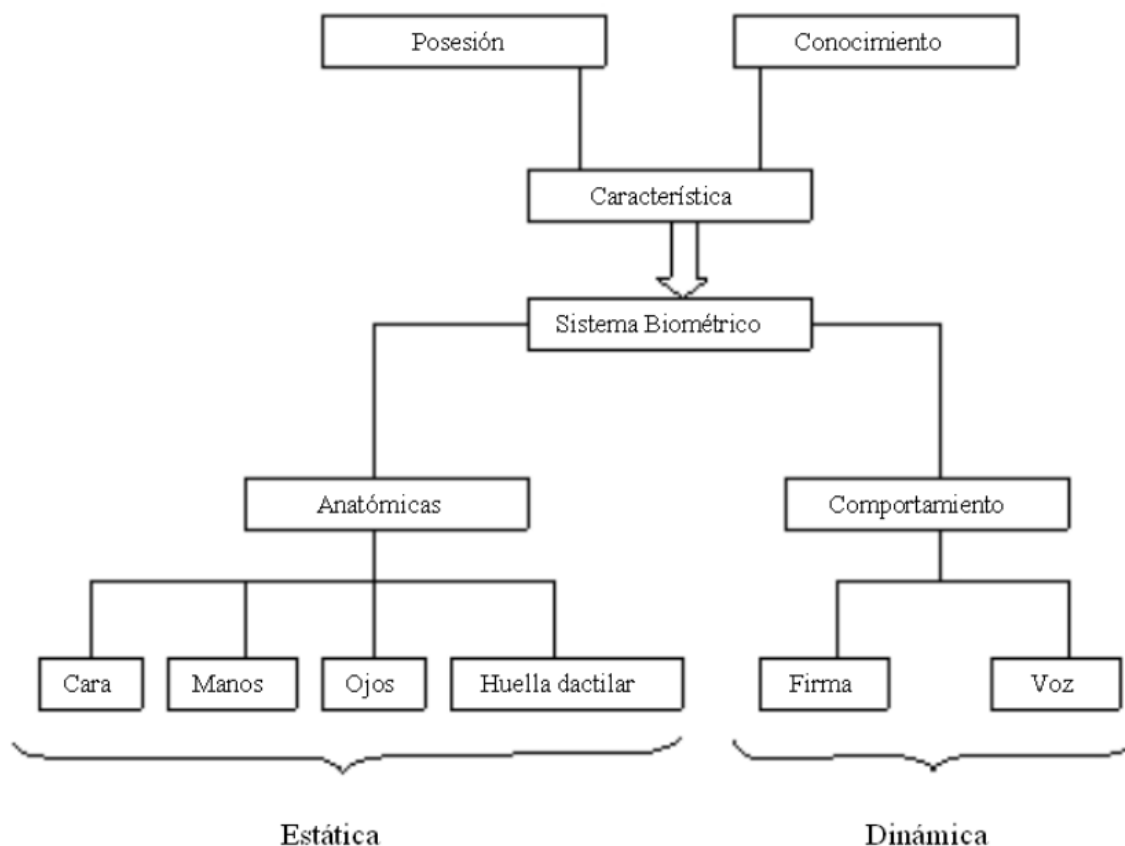 Posesión
Conocimiento
Característica
Sistema Biométrico
Anatómicas
Comportamiento
Cara
Manos
Ojos
Huella dactilar
Firma
Voz
Estática
Dinámica